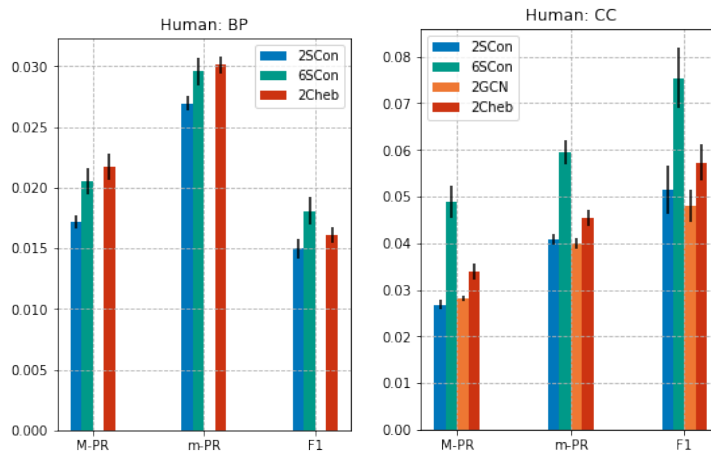 Human: BP
0.030
0.025
0.020
0.015
0.010
0.005
0.000
2SCon
6SCon
2Cheb
M-PR m-PR F1
Human: CC
0.08
0.07
0.06
0.05
0.04
0.03
0.02
0.01
0.00
2SCon
6SCon
2GCN
2Cheb
M-PR m-PR F1